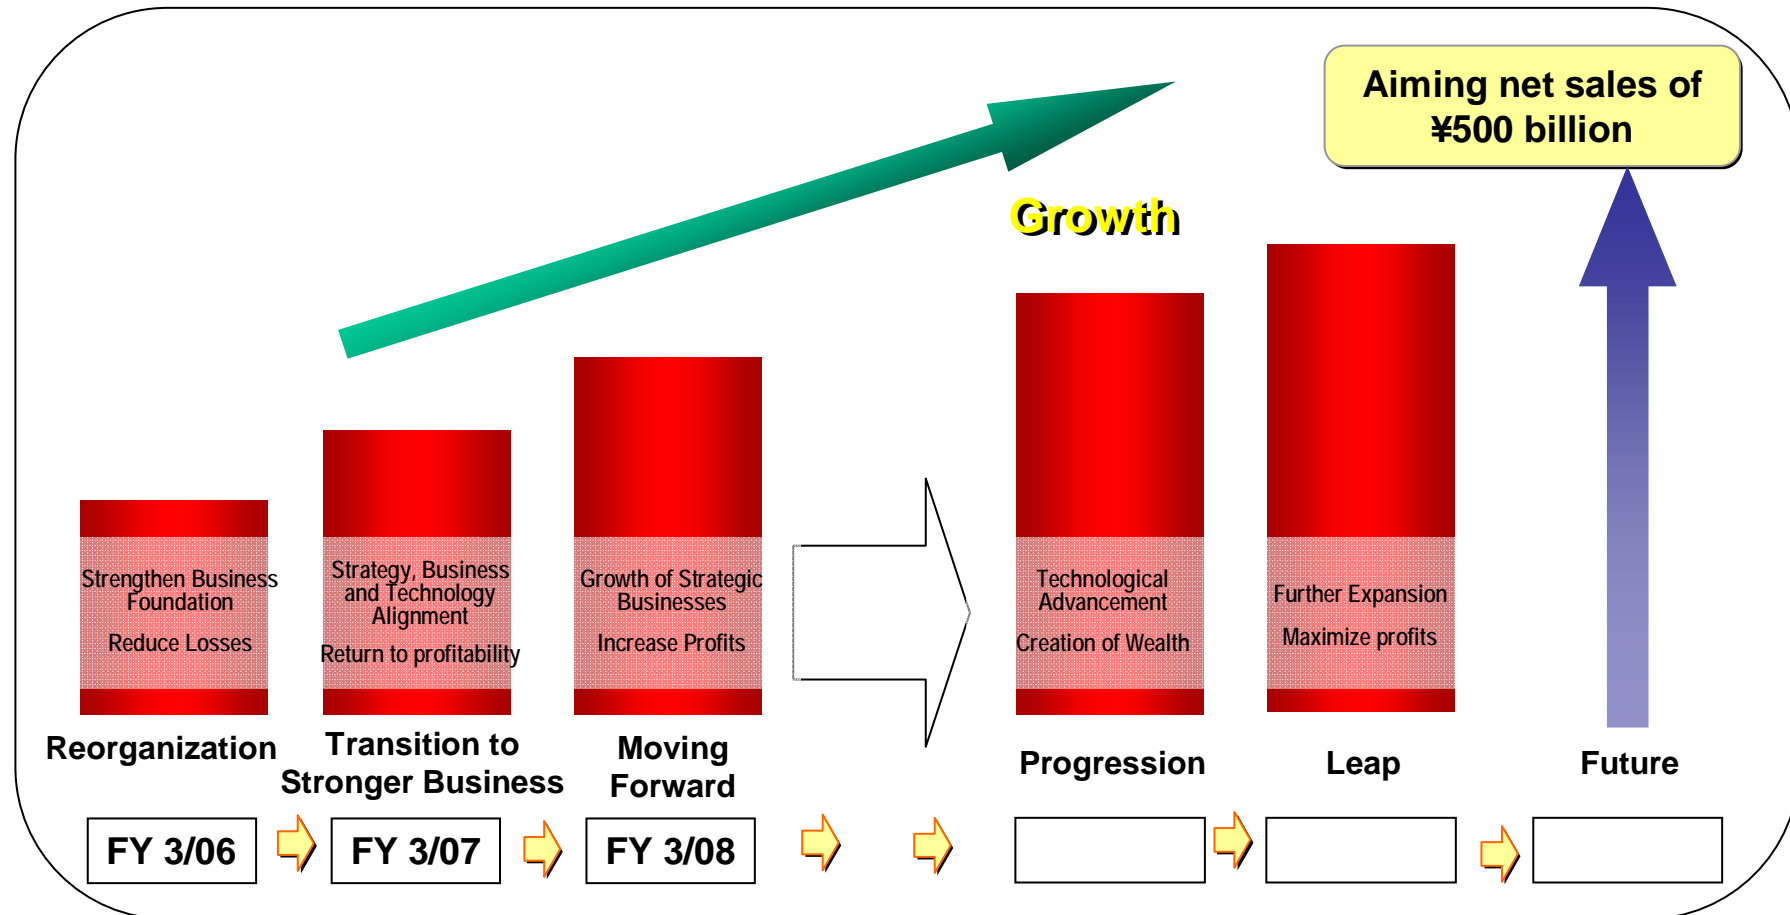 Aiming net sales of
¥500 billion
Growth
Strengthen Business
Foundation
Reduce Losses
Strategy, Business
and Technology
Alignment
Return to profitability
Growth of Strategic
Businesses
Increase Profits
Technological
Advancement
Creation of Wealth
Further Expansion
Maximize profits
Reorganization
Transition to
Stronger Business
Moving
Forward
Progression
Leap
Future
FY 3/06
FY 3/07
FY 3/08